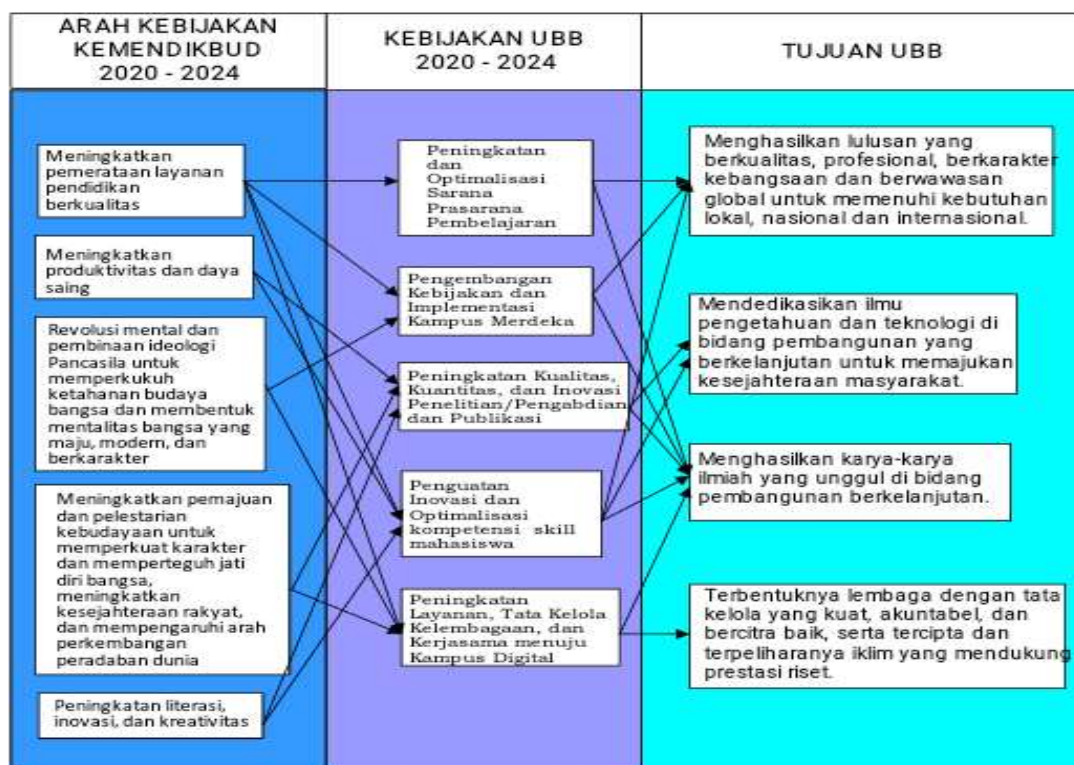 ARAH KEBIJAKAN
KEMENDIKBUD
2020 - 2024
KEBIJAKAN UBB
2020 - 2024
TUJUAN UBB
Meningkatkan
pemerataan layanan
pendidikan
berkualitas
Meningkatkan
produktivitas dan daya
saing
Revolusi mental dan
pembinaan ideologi
Pancasila untuk
memperkukuh
ketahanan budaya
bangsa dan membentuk
mentalitas bangsa yang
maju, modern, dan
berkarakter
Meningkatkan pemajuan
dan pelestarian
kebudayaan untuk
memperkuat karakter
dan memperteguh jati
diri bangsa,
meningkatkan
kesejahteraan rakyat,
dan mempengaruhi arah
perkembangan
peradaban dunia
Peningkatan literasi,
inovasi, dan kreativitas
Peningkatan
dan
Optimalisasi
Sarana
Prasarana
Pembelajaran
Pengembangan
Kebijakan dan
Implementasi
Kampus Merdeka
Peningkatan Kualitas,
Kuantitas, dan Inovasi
Penelitian/Pengabdian
dan Publikasi
Penguatan
Inovasi dan
Optimalisasi
kompetensi skill
mahasiswa
Peningkatan
Layanan, Tata Kelola
Kelembagaan, dan
Kerjasama menuju
Kampus Digital
Menghasilkan lulusan yang
berkualitas, profesional, berkarakter
kebangsaan dan berwawasan
global untuk memenuhi kebutuhan
lokal, nasional dan internasional.
Mendedikasikan ilmu
pengetahuan dan teknologi di
bidang pembangunan yang
berkelanjutan untuk memajukan
kesejahteraan masyarakat.
Menghasilkan karya-karya
ilmiah yang unggul di bidang
pembangunan berkelanjutan.
Terbentuknya lembaga dengan tata
kelola yang kuat, akuntabel, dan
bercitra baik, serta tercipta dan
terpeliharanya iklim yang mendukung
prestasi riset.